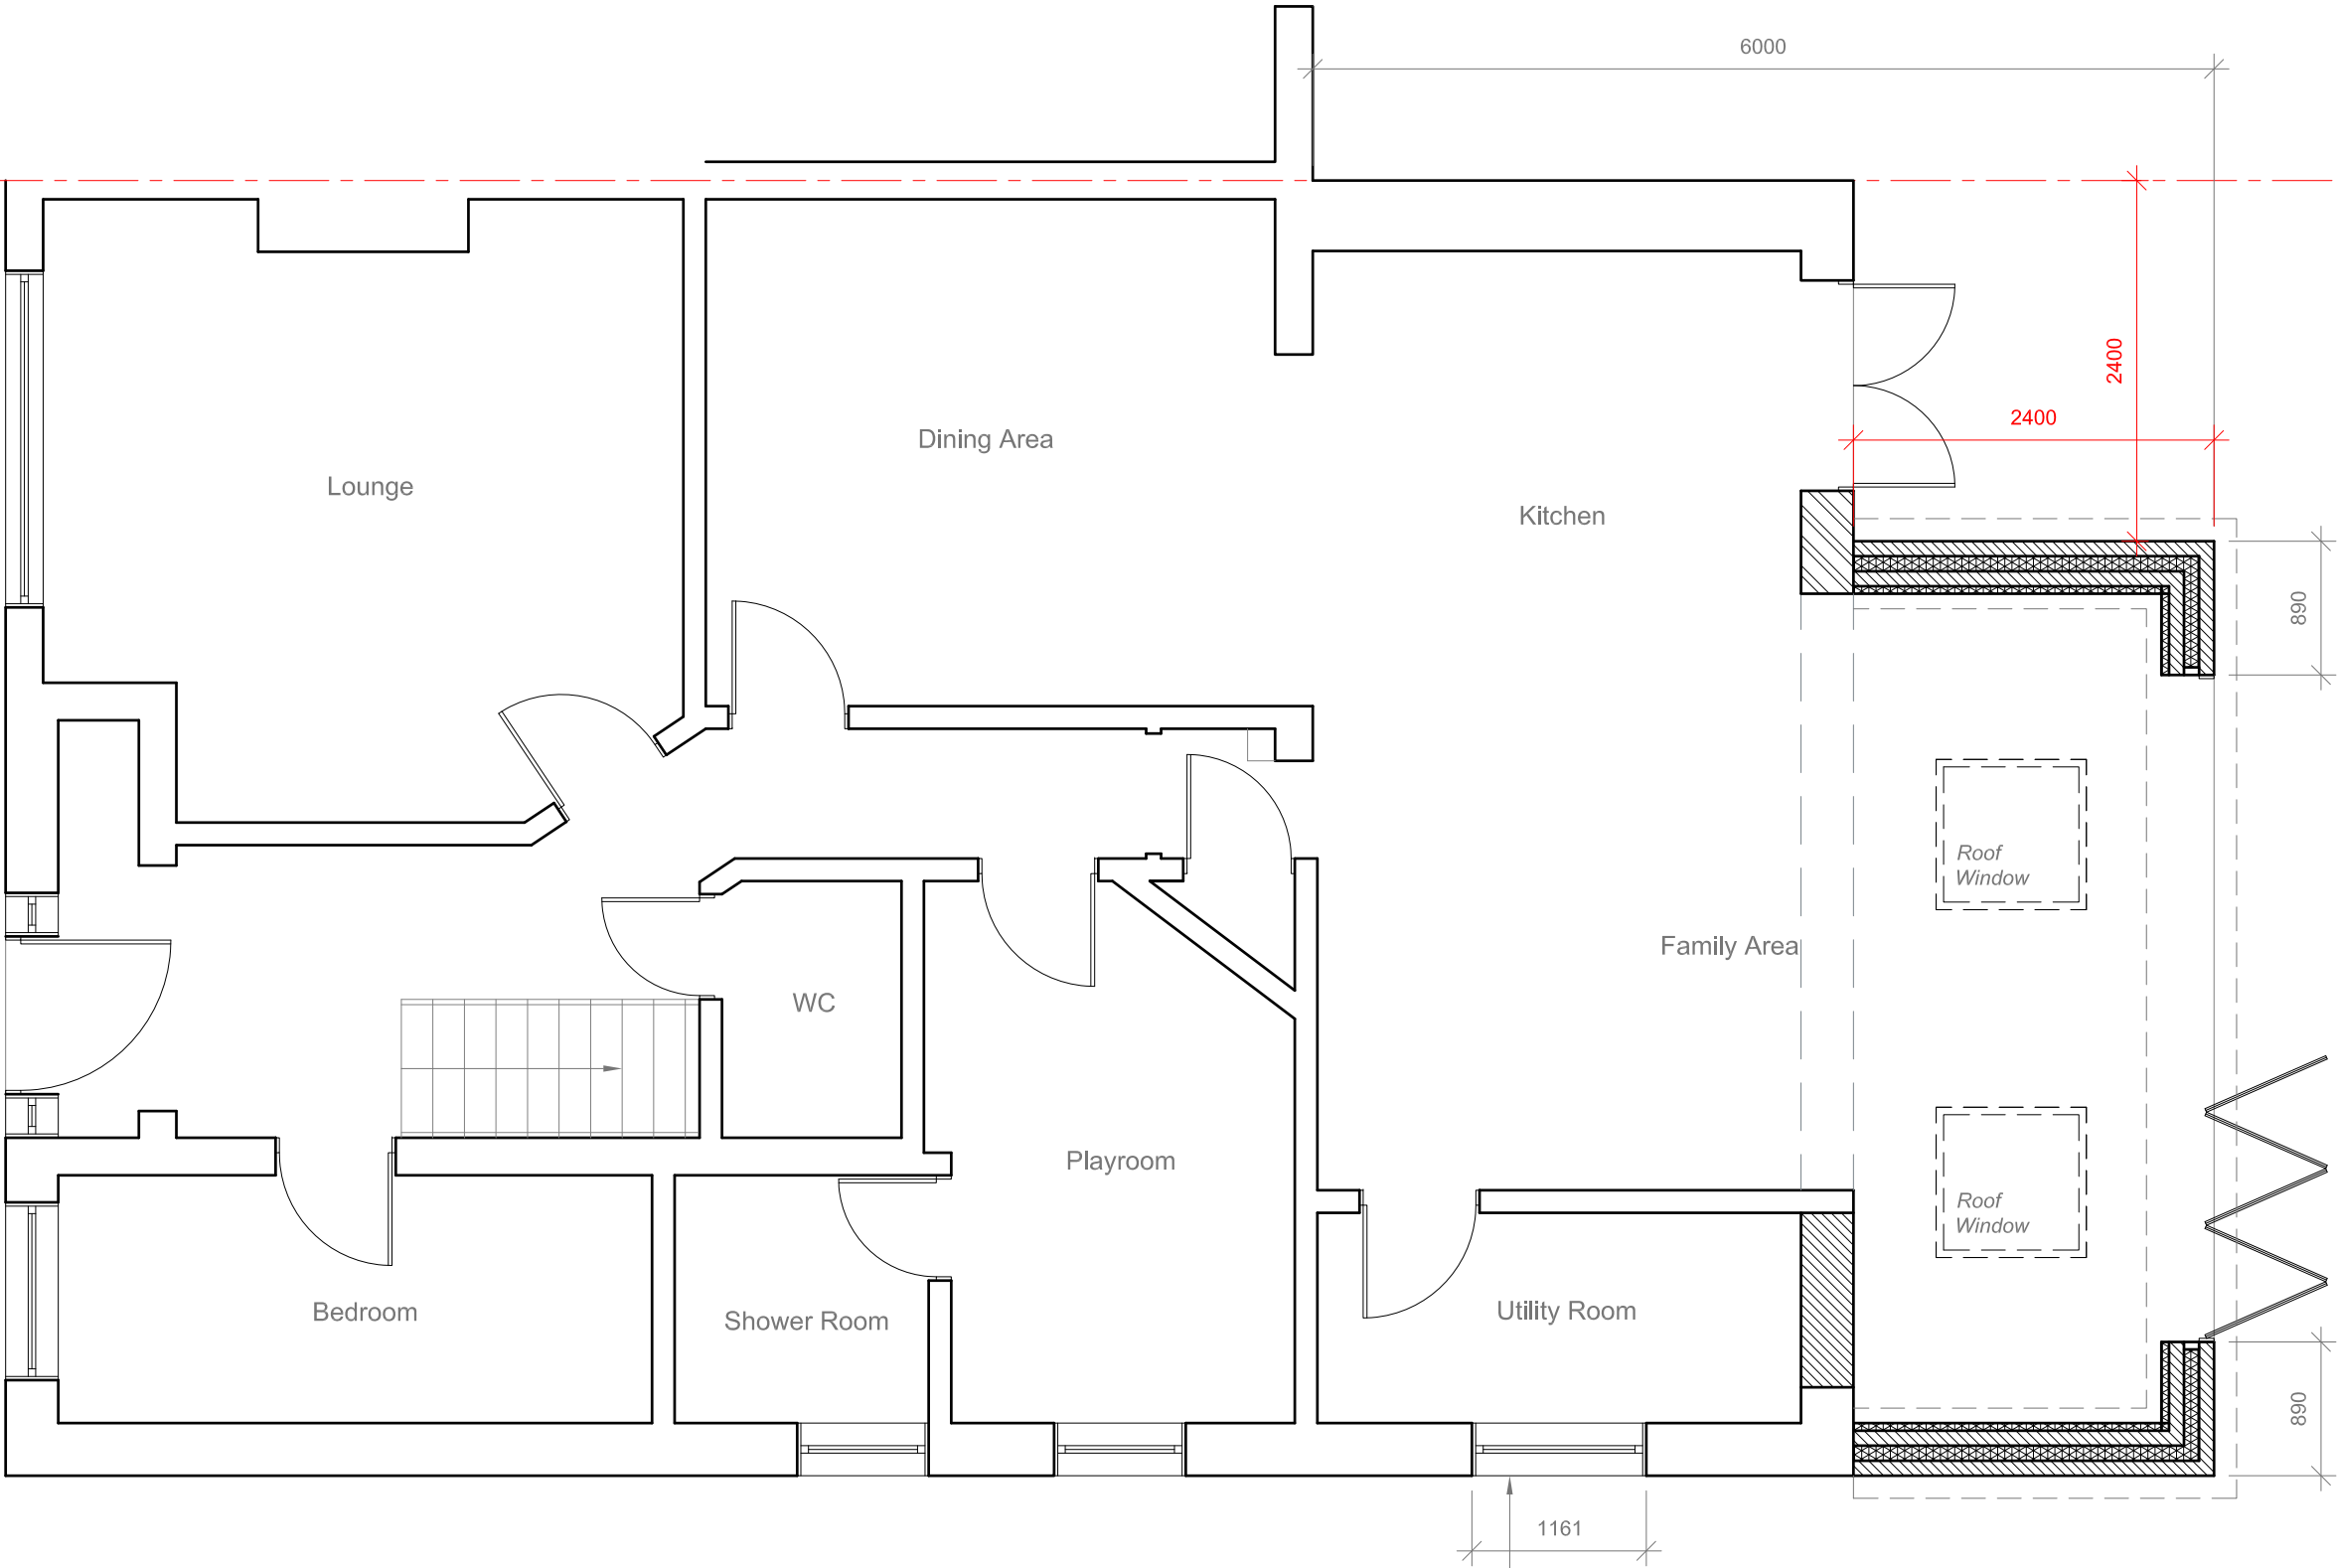 6000
2400
2400
Dining Area
Lounge
Kitchen
890
Roof
Window
Family Area
WC
Playroom
Roof
Window
Bedroom
Shower Room
Utility Room
890
1161